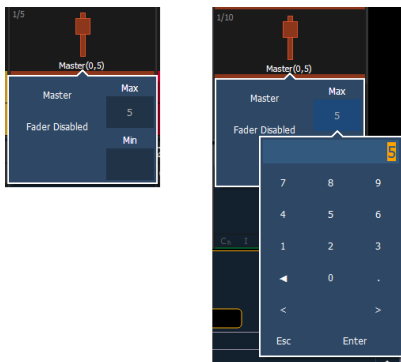 1/5
Master(0,5)
Master
Max
5
Fader Disabled
Min
1/10
Master(0,5)
Master
Max
5
Fader Disabled
5
7 8 9
4 5 6
1 2 3
◄ 0 .
< >
Esc Enter